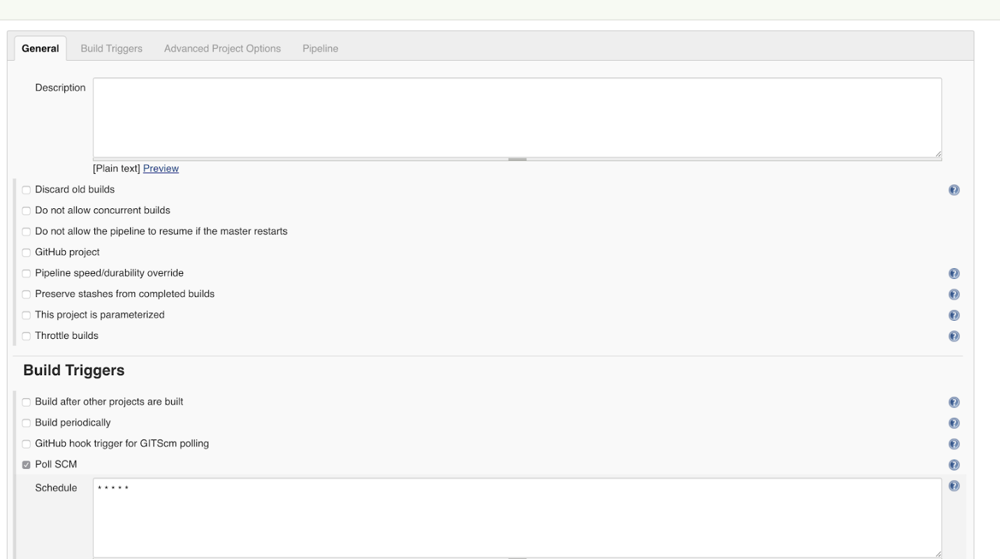 General Build Triggers Advanced Project Options Pipeline
Description
[Plain text] Preview
Discard old builds
Do not allow concurrent builds
Do not allow the pipeline to resume if the master restarts
GitHub project
Pipeline speed/durability override
Preserve stashes from completed builds
This project is parameterized
Throttle builds
Build Triggers
Build after other projects are built
Build periodically
GitHub hook trigger for GITScm polling
Poll SCM
Schedule * * * * *